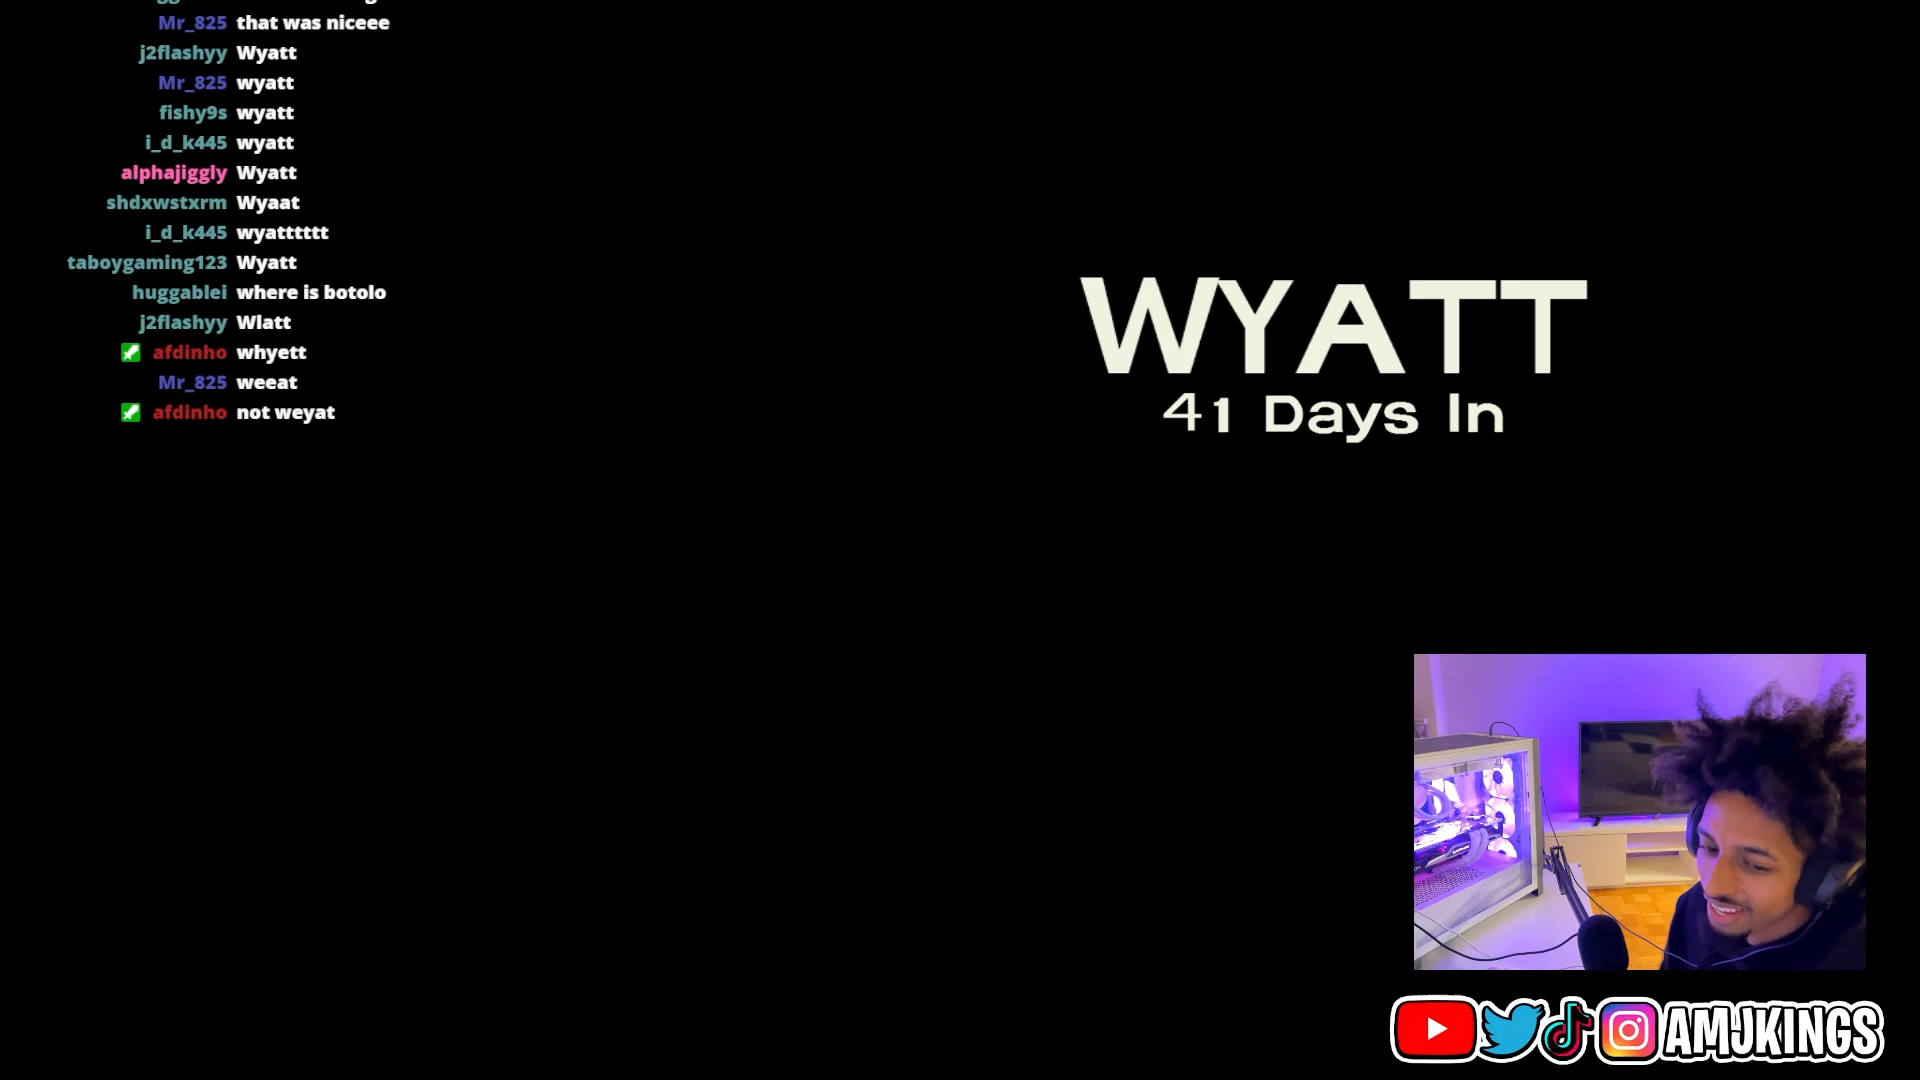 Mr_825 that was niceee
j2flashyy Wyatt
Mr_825 wyatt
fishy9s wyatt
i_d_k445 wyatt
alphajiggly Wyatt
shdxwstxrm Wyaat
i_d_k445 wyatttttt
taboygaming123 Wyatt
huggablei where is botolo
j2flashyy Wlatt
afdinho whyett
Mr_825 weeat
afdinho not weyat
WYATT
41 Days In
AMJKINGS